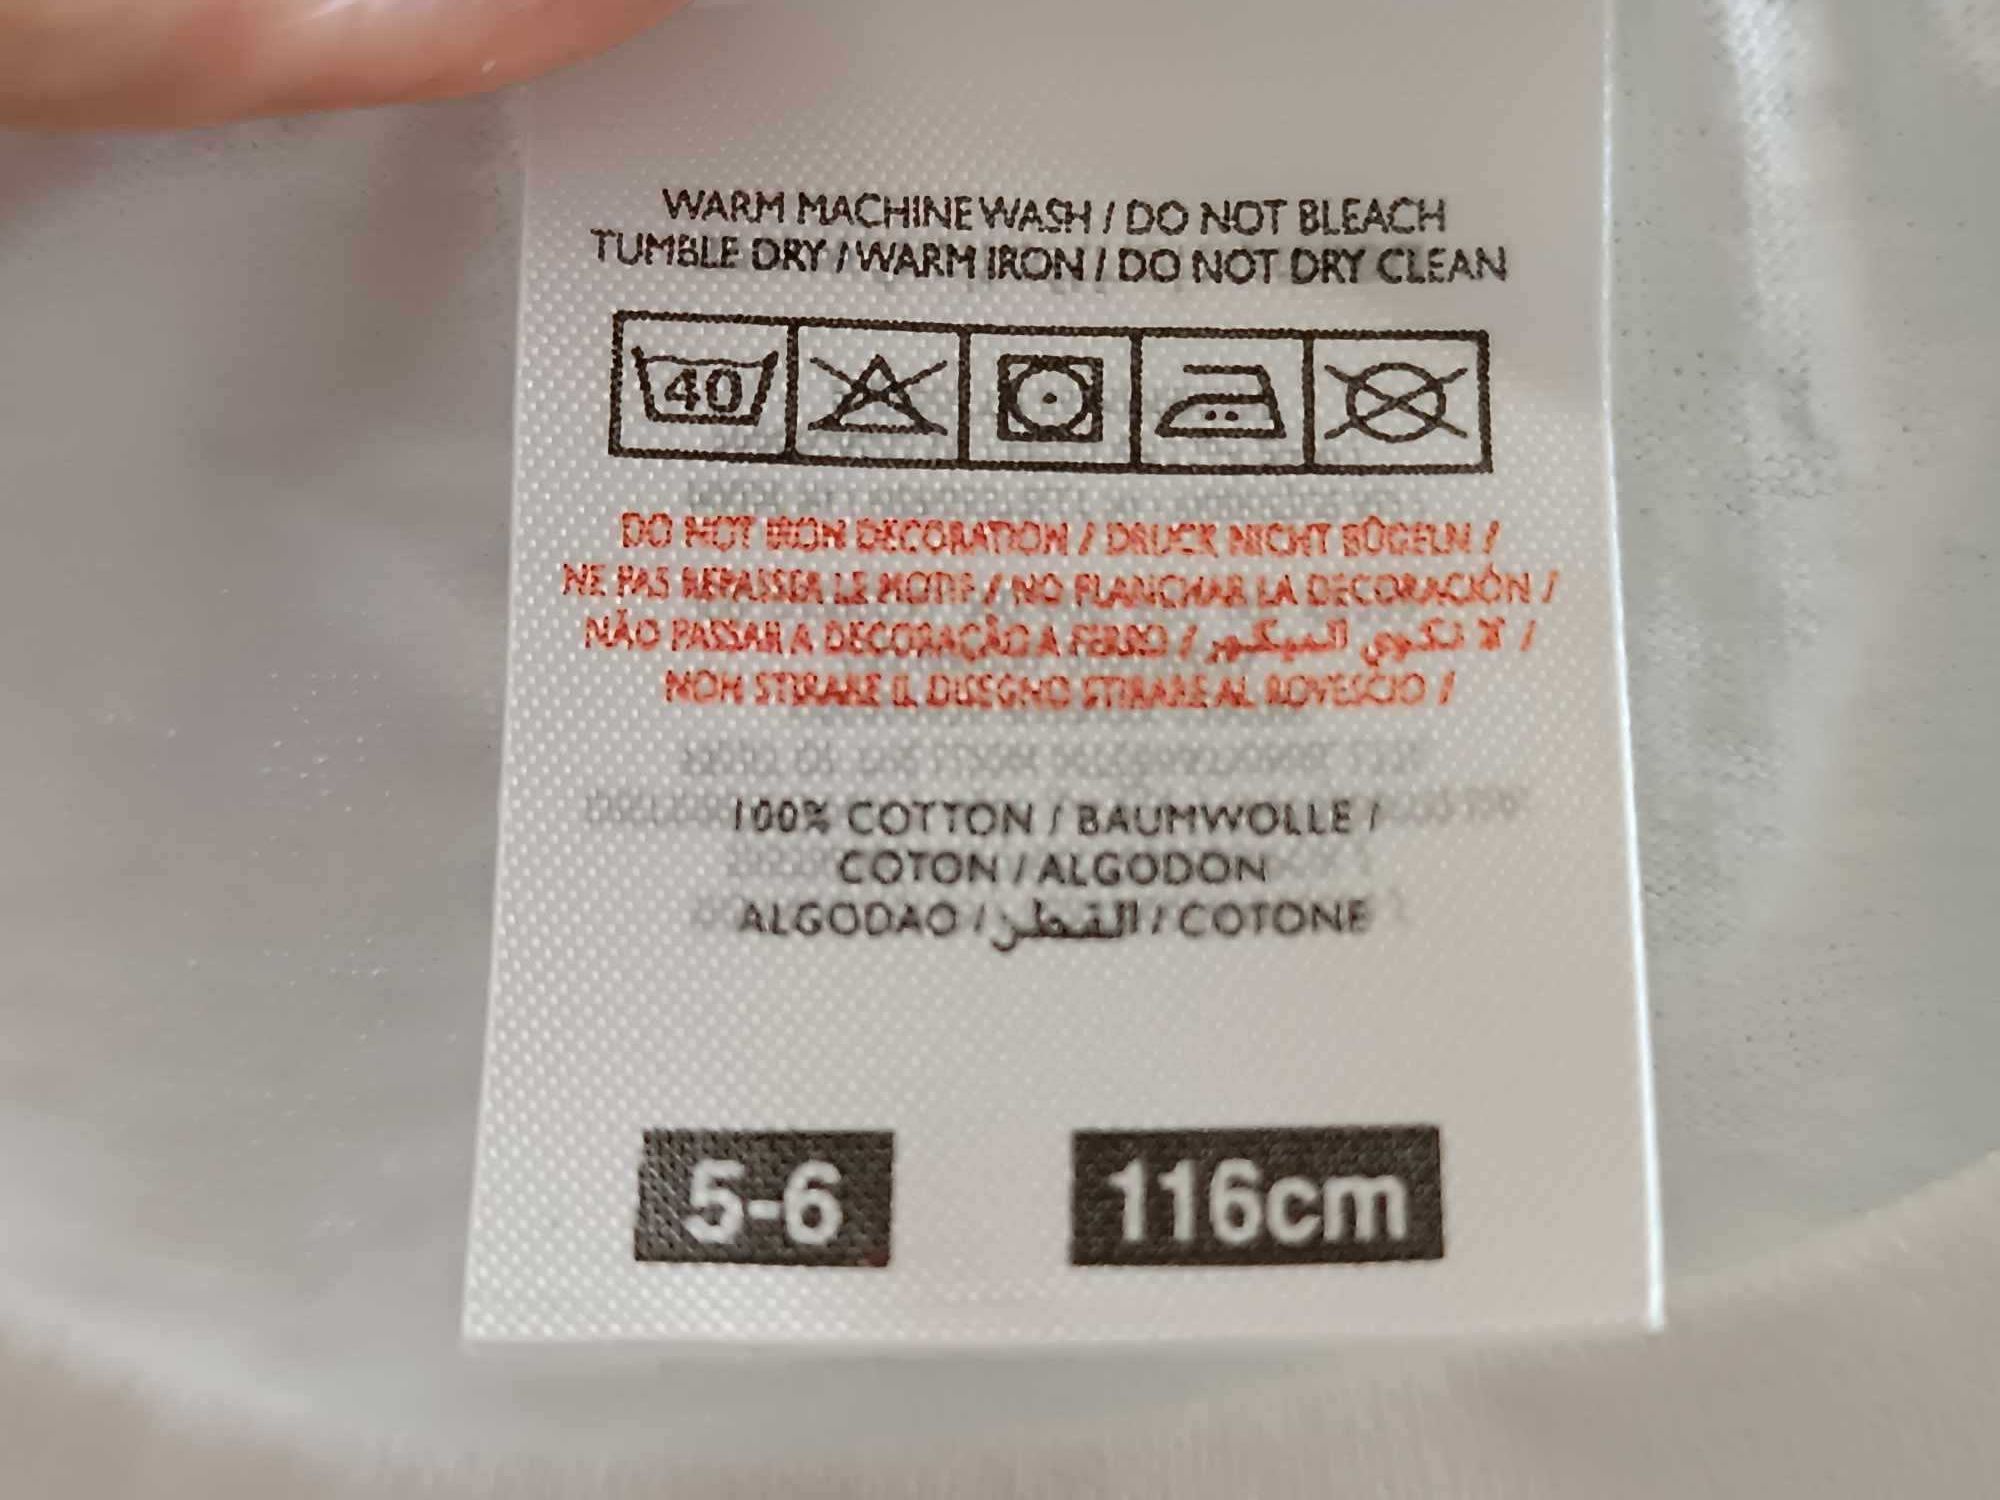 WARM MACHINE WASH / DO NOT BLEACH
TUMBLE DRY / WARM IRON / DO NOT DRY CLEAN
40
DO NOT IRON DECORATION / DRUCK NICHT BÜGELN /
NE PAS REPASSER LE MOTIF / NO PLANCHAR LA DECORACIÓN /
NÃO PASSAR A DECORAÇÃO A FERRO / لا تكوي الديكور /
NON STIRARE IL DISEGNO STIRARE AL ROVESCIO /
100% COTTON / BAUMWOLLE /
COTON / ALGODON
ALGODAO / القطن / COTONE
5-6 116cm